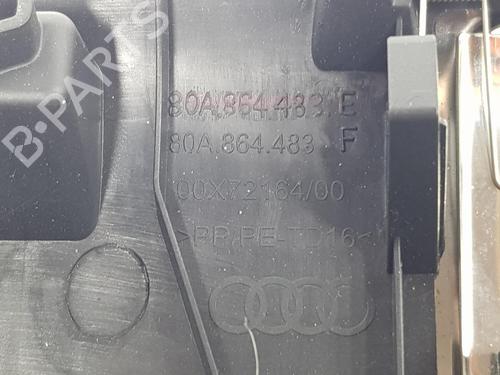 B-PARTS
80A.864.483 E
80A.864.483 F
00X72164/00
>PP/PE-TD16<